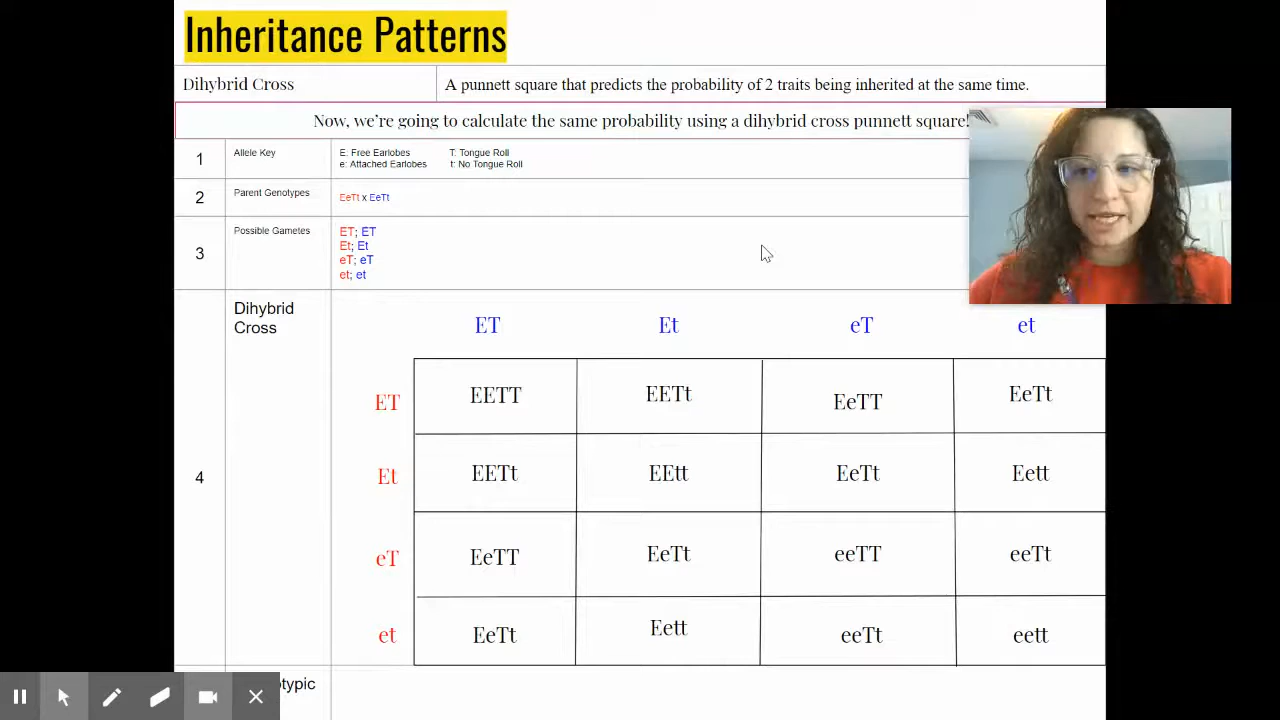 Inheritance Patterns
Dihybrid Cross
A punnett square that predicts the probability of 2 traits being inherited at the same time.
Now, we're going to calculate the same probability using a dihybrid cross punnett square!
1
Allele Key
E: Free Earlobes T: Tongue Roll
e: Attached Earlobes t: No Tongue Roll
2
Parent Genotypes
EeTt x EeTt
3
Possible Gametes
ET; ET
Et; Et
eT; eT
et; et
4
Dihybrid
Cross
ET Et eT et
ET EETT EETt EeTT EeTt
Et EETt EEtt EeTt Eett
eT EeTT EeTt eeTT eeTt
et EeTt Eett eeTt eett